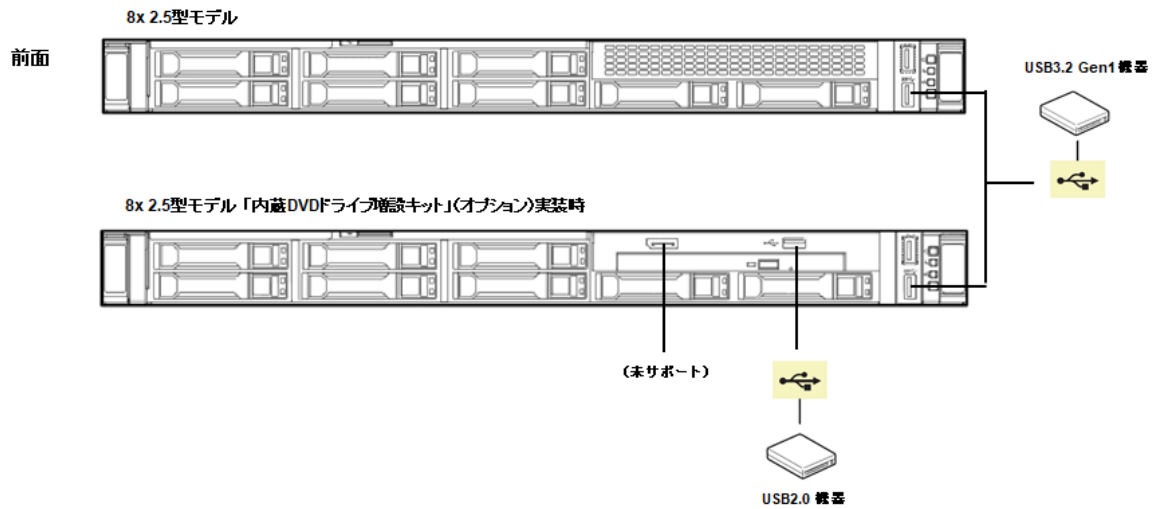 8x 2.5型モデル
前面
USB3.2 Gen1 機器
8x 2.5型モデル「内蔵DVDドライブ増設キット」(オプション)実装時
(未サポート)
USB2.0 機器